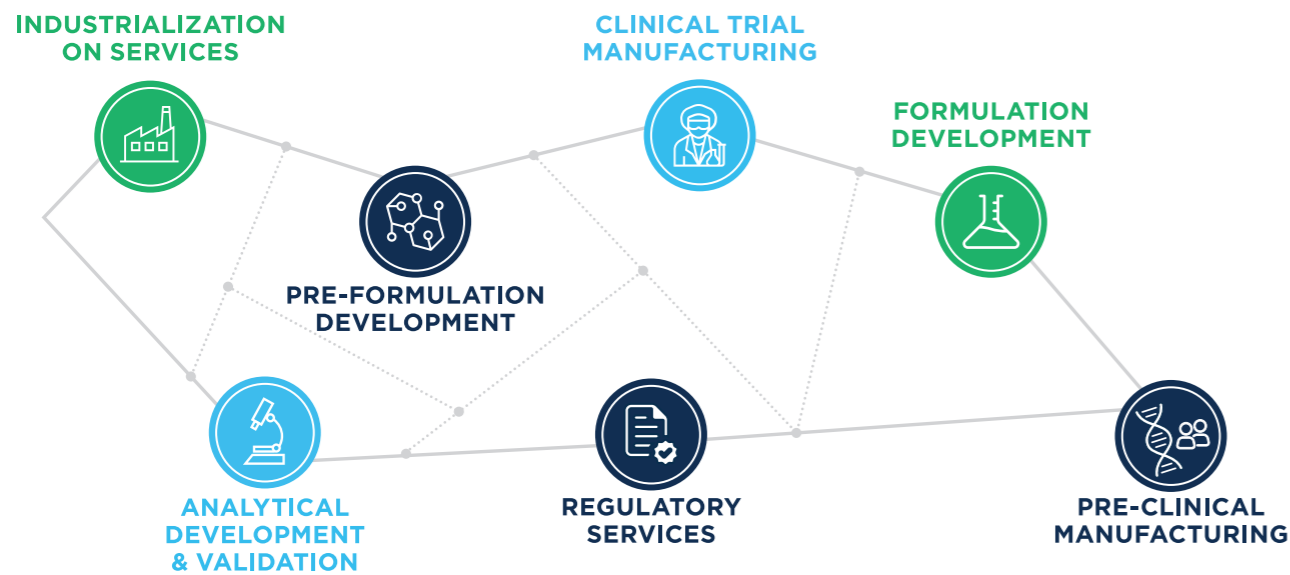 INDUSTRIALIZATION
ON SERVICES
CLINICAL TRIAL
MANUFACTURING
FORMULATION
DEVELOPMENT
PRE-FORMULATION
DEVELOPMENT
ANALYTICAL
DEVELOPMENT
& VALIDATION
REGULATORY
SERVICES
PRE-CLINICAL
MANUFACTURING